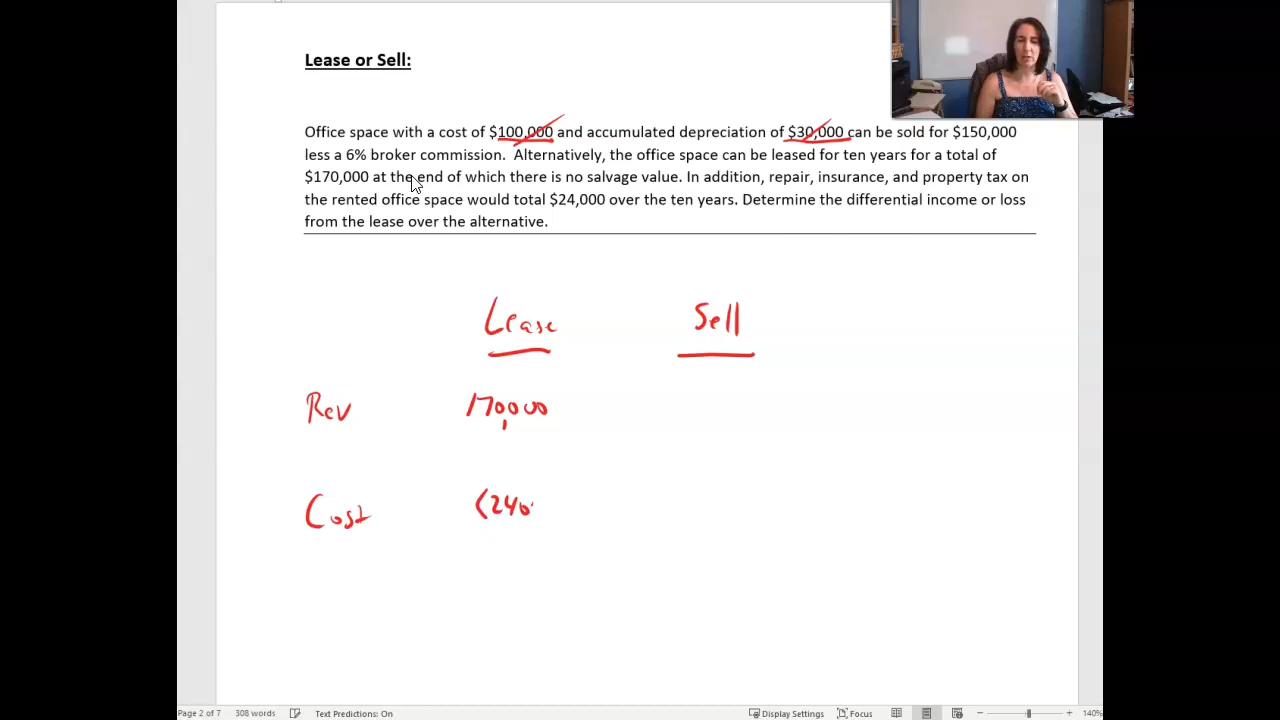 Lease or Sell:
Office space with a cost of $100,000 and accumulated depreciation of $30,000 can be sold for $150,000
less a 6% broker commission. Alternatively, the office space can be leased for ten years for a total of
$170,000 at the end of which there is no salvage value. In addition, repair, insurance, and property tax on
the rented office space would total $24,000 over the ten years. Determine the differential income or loss
from the lease over the alternative.
Lease Sell
Rev 170,000
Cost (240
Page 2 of 7 308 words Text Predictions: On Display Settings Focus 140%